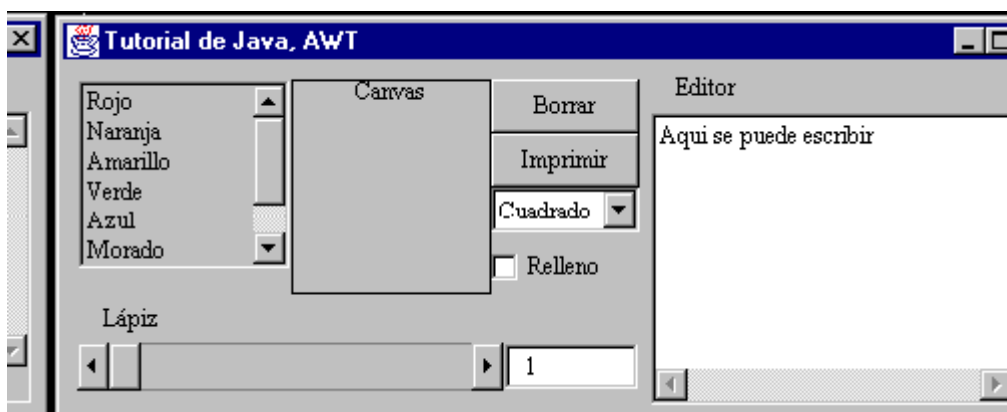 Tutorial de Java, AWT
Rojo
Naranja
Amarillo
Verde
Azul
Morado
Canvas
Borrar
Imprimir
Cuadrado
Relleno
Editor
Aqui se puede escribir
Lápiz
1